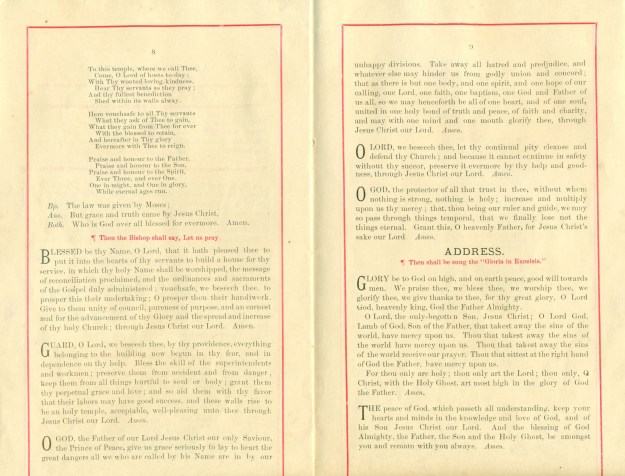 8
To this temple, where we call Thee,
Come, O Lord of hosts to-day;
With Thy wonted loving-kindness,
Hear Thy servants as they pray;
And thy fullest benediction
Shed within its walls alway.
Here vouchsafe to all Thy servants
What they ask of Thee to gain,
What they gain from Thee for ever
With the blessed to retain,
And hereafter in Thy glory
Evermore with Thee to reign.
Praise and honour to the Father,
Praise and honour to the Son,
Praise and honour to the Spirit,
Ever Three, and ever One,
One in might, and One in glory,
While eternal ages run.
Bp. The law was given by Moses;
Ans. But grace and truth came by Jesus Christ,
Both. Who is God over all blessed for evermore. Amen.
¶ Then the Bishop shall say, Let us pray.
BLESSED be thy Name, O Lord, that it hath pleased thee to
put it into the hearts of thy servants to build a house for thy
service, in which thy holy Name shall be worshipped, the message
of reconciliation proclaimed, and the ordinances and sacraments
of the Gospel duly administered; vouchsafe, we beseech thee, to
prosper this their undertaking; O prosper thou their handiwork.
Give to them unity of council, pureness of purpose, and an earnest
zeal for the advancement of thy Glory and the spread and increase
of thy holy Church; through Jesus Christ our Lord. Amen.
GUARD, O Lord, we beseech thee, by thy providence, everything
belonging to the building now begun in thy fear, and in
dependence on thy help. Bless the skill of the superintendents
and workmen; preserve them from accident and from danger,
keep them from all things hurtful to soul or body; grant them
thy perpetual grace and love; and so aid them with thy favor
that their labors may have good success, and these walls rise to
be an holy temple, acceptable, well-pleasing unto thee through
Jesus Christ our Lord. Amen.
O GOD, the Father of our Lord Jesus Christ our only Saviour,
the Prince of Peace, give us grace seriously to lay to heart the
great dangers all we who are called by his Name are in by our
9
unhappy divisions. Take away all hatred and predjudice, and
whatever else may hinder us from godly union and concord;
that as there is but one body, and one spirit, and one hope of our
calling, one Lord, one faith, one baptism, one God and Father of
us all, so we may henceforth be all of one heart, and of one soul,
united in one holy bond of truth and peace, of faith and charity,
and may with one mind and one mouth glorify thee, through
Jesus Christ our Lord. Amen.
O LORD, we beseech thee, let thy continual pity cleanse and
defend thy Church; and because it cannot continue in safety
without thy succor, preserve it evermore by thy help and good-
ness, through Jesus Christ our Lord. Amen.
O GOD, the protector of all that trust in thee, without whom
nothing is strong, nothing is holy; increase and multiply
upon us thy mercy; that, thou being our ruler and guide, we may
so pass through things temporal, that we finally lose not the
things eternal. Grant this, O heavenly Father, for Jesus Christ's
sake our Lord Amen.
ADDRESS.
¶ Then shall be sung the "Gloria in Excelsis."
GLORY be to God on high, and on earth peace, good will towards
men. We praise thee, we bless thee, we worship thee, we
glorify thee, we give thanks to thee, for thy great glory, O Lord
God, heavenly king, God the Father Almighty.
O Lord, the only-begotten Son, Jesus Christ; O Lord God,
Lamb of God, Son of the Father, that takest away the sins of the
world, have mercy upon us. Thou that takest away the sins of
the world have mercy upon us. Thou that takest away the sins
of the world receive our prayer. Thou that sittest at the right hand
of God the Father, have mercy upon us.
For thou only are holy; thou only art the Lord; thou only, O
Christ, with the Holy Ghost, art most high in the glory of God
the Father. Amen.
THE peace of God, which passeth all understanding, keep your
hearts and minds in the knowledge and love of God, and of
his Son Jesus Christ our Lord. And the blessing of God
Almighty, the Father, the Son and the Holy Ghost, be amongst
you and remain with you always. Amen.